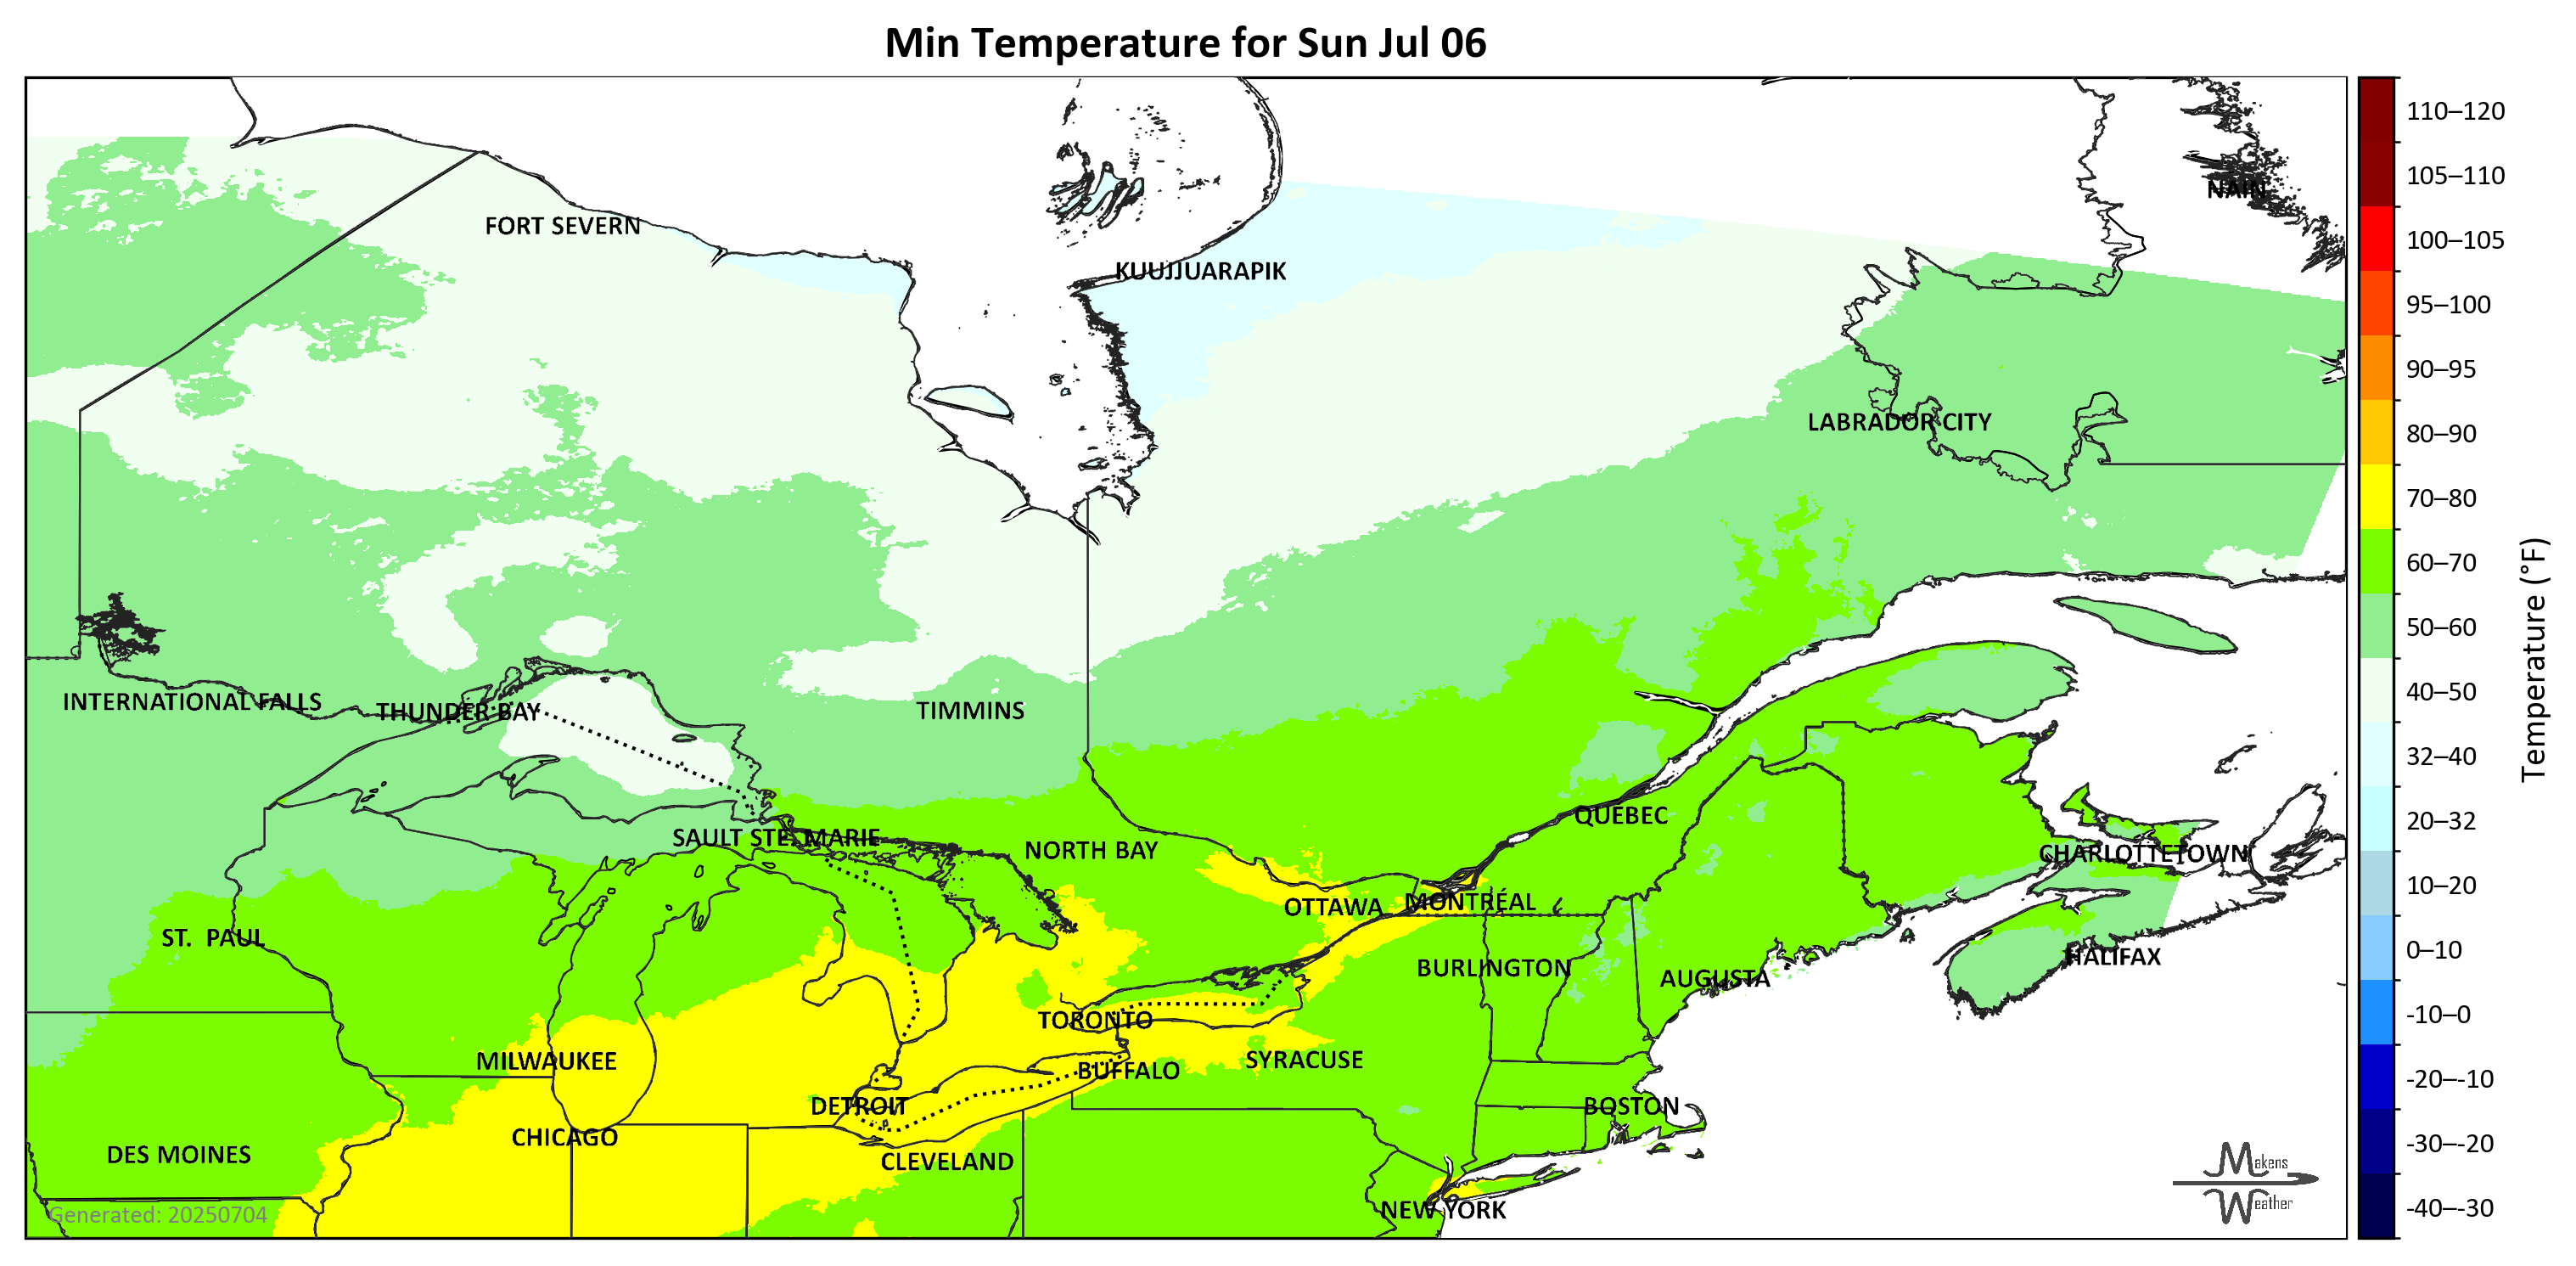 Min Temperature for Sun Jul 06
110–120
105–110
100–105
95–100
90–95
80–90
70–80
60–70
50–60
40–50
32–40
20–32
10–20
0–10
-10–0
-20–-10
-30–-20
-40–-30
Temperature (°F)
NAIN
FORT SEVERN
KUUJJUARAPIK
LABRADOR CITY
INTERNATIONAL FALLS
THUNDER BAY
TIMMINS
SAULT STE. MARIE
NORTH BAY
QUÉBEC
CHARLOTTETOWN
OTTAWA
MONTRÉAL
ST. PAUL
BURLINGTON
AUGUSTA
HALIFAX
TORONTO
MILWAUKEE
BUFFALO
SYRACUSE
DETROIT
BOSTON
CHICAGO
DES MOINES
CLEVELAND
NEW YORK
Generated: 20250704
Makens
Weather